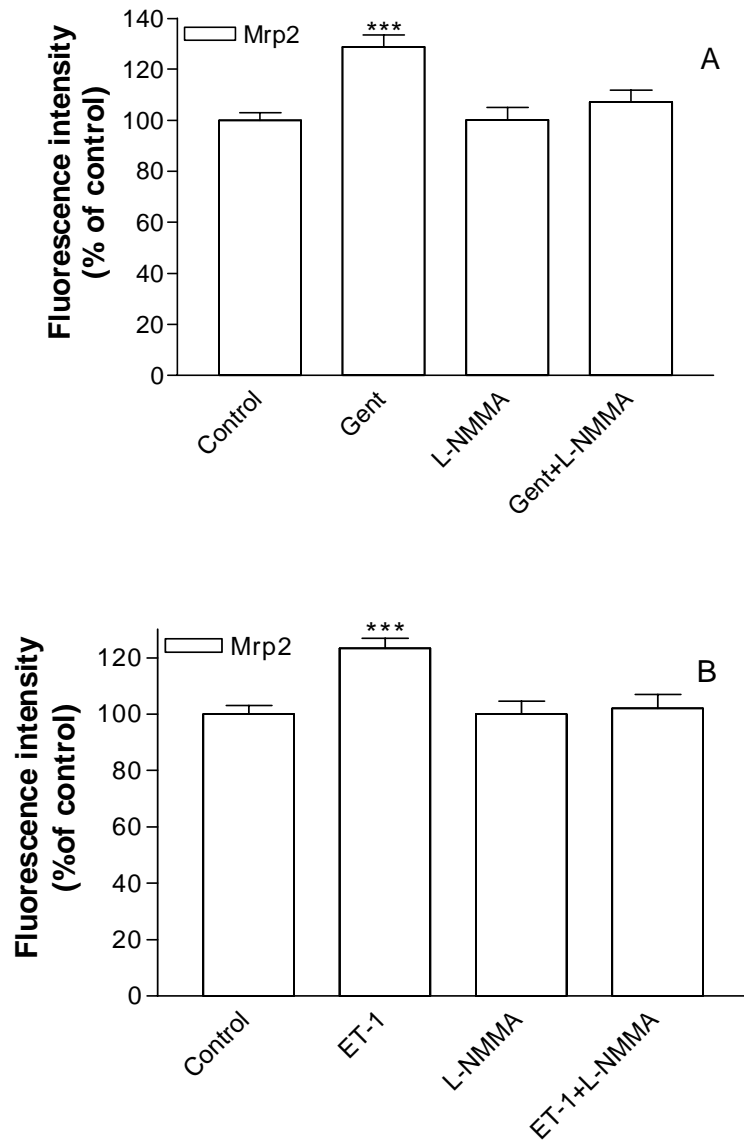 140
120
100
80
60
40
20
0
Fluorescence intensity
(% of control)
Mrp2
***
A
Control
Gent
L-NMMA
Gent+L-NMMA
120
100
80
60
40
20
0
Fluorescence intensity
(%of control)
Mrp2
***
B
Control
ET-1
L-NMMA
ET-1+L-NMMA